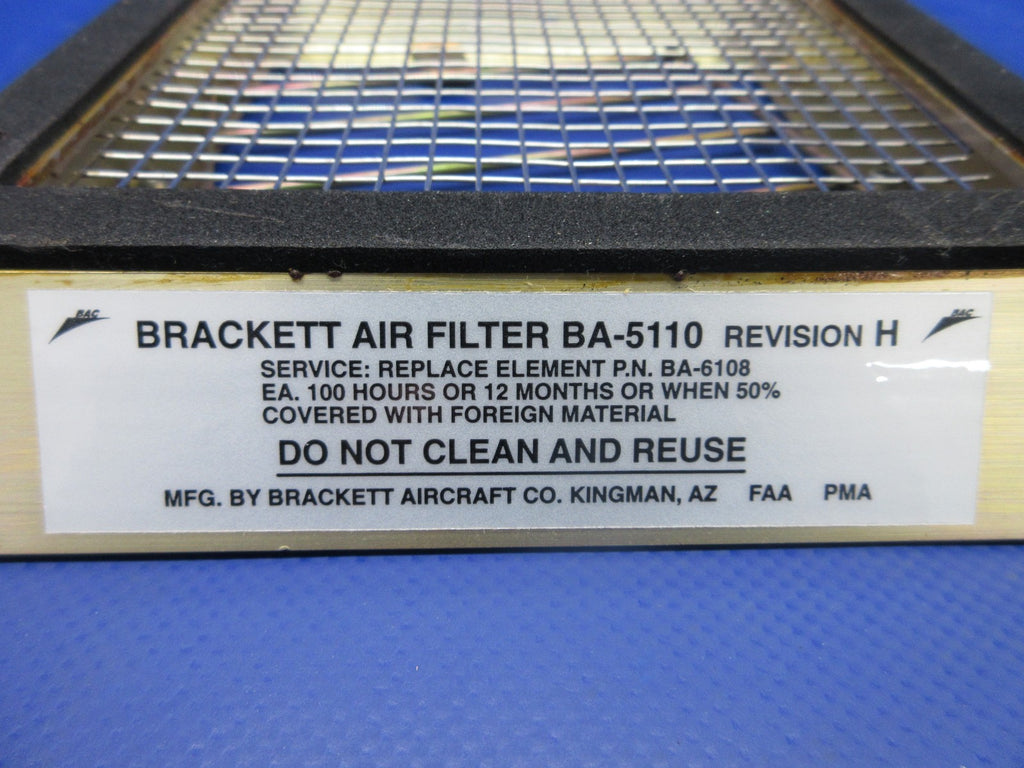 BAC
BAC
BRACKETT AIR FILTER BA-5110 REVISION H
SERVICE: REPLACE ELEMENT P.N. BA-6108
EA. 100 HOURS OR 12 MONTHS OR WHEN 50%
COVERED WITH FOREIGN MATERIAL
DO NOT CLEAN AND REUSE
MFG. BY BRACKETT AIRCRAFT CO. KINGMAN, AZ FAA PMA